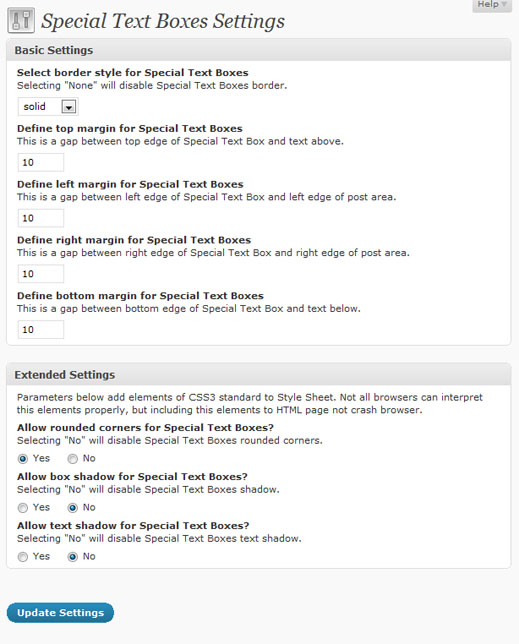 Help
Special Text Boxes Settings
Basic Settings
Select border style for Special Text Boxes
Selecting "None" will disable Special Text Boxes border.
solid
Define top margin for Special Text Boxes
This is a gap between top edge of Special Text Box and text above.
10
Define left margin for Special Text Boxes
This is a gap between left edge of Special Text Box and left edge of post area.
10
Define right margin for Special Text Boxes
This is a gap between right edge of Special Text Box and right edge of post area.
10
Define bottom margin for Special Text Boxes
This is a gap between bottom edge of Special Text Box and text below.
10
Extended Settings
Parameters below add elements of CSS3 standard to Style Sheet. Not all browsers can interpret
this elements properly, but including this elements to HTML page not crash browser.
Allow rounded corners for Special Text Boxes?
Selecting "No" will disable Special Text Boxes rounded corners.
Yes No
Allow box shadow for Special Text Boxes?
Selecting "No" will disable Special Text Boxes shadow.
Yes No
Allow text shadow for Special Text Boxes?
Selecting "No" will disable Special Text Boxes text shadow.
Yes No
Update Settings